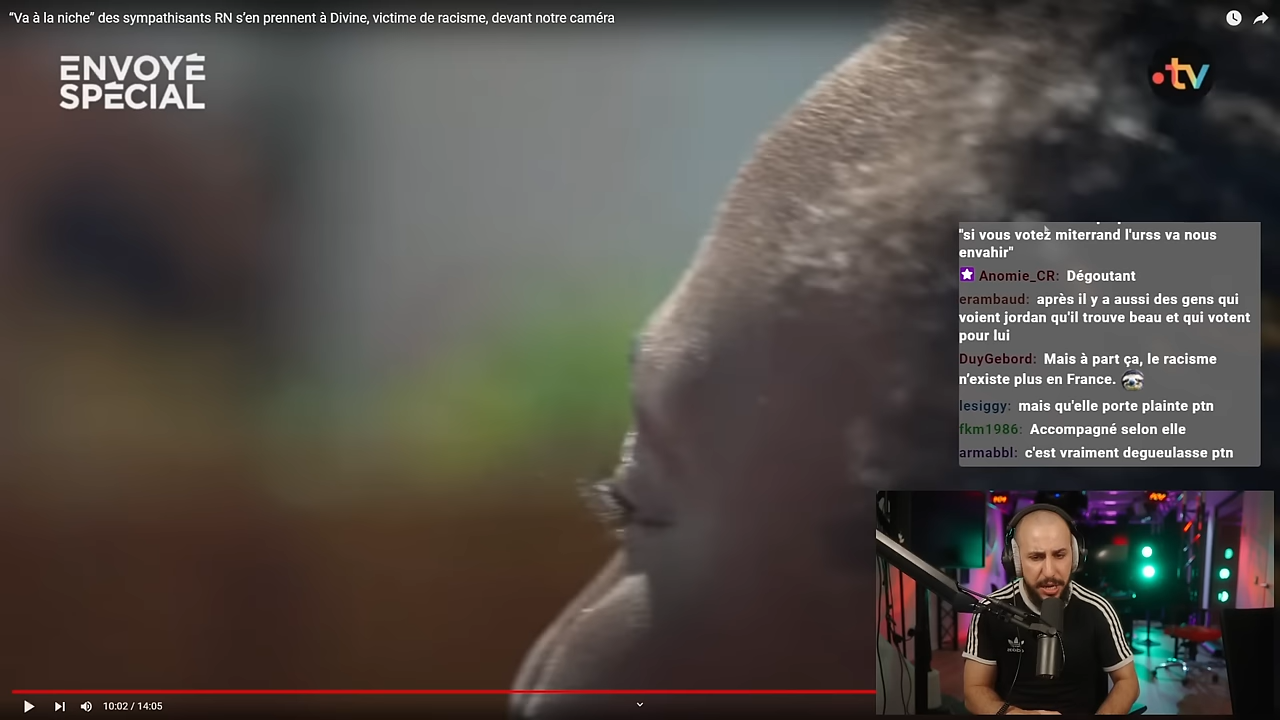 “Va à la niche” des sympathisants RN s’en prennent à Divine, victime de racisme, devant notre caméra
ENVOYÉ
SPÉCIAL
tv
"si vous votez miterrand l'urss va nous
envahir"
Anomie_CR: Dégoutant
erambaud: après il y a aussi des gens qui
voient jordan qu'il trouve beau et qui votent
pour lui
DuyGebord: Mais à part ça, le racisme
n'existe plus en France.
lesiggy: mais qu'elle porte plainte ptn
fkm1986: Accompagné selon elle
armabbl: c'est vraiment degueulasse ptn
10:02 / 14:05